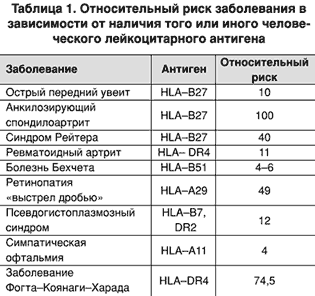 Таблица 1. Относительный риск заболевания в
зависимости от наличия того или иного челове-
ческого лейкоцитарного антигена
Заболевание Антиген Относительный
риск
Острый передний увеит HLA–B27 10
Анкилозирующий
спондилоартрит HLA–B27 100
Синдром Рейтера HLA–B27 40
Ревматоидный артрит HLA– DR4 11
Болезнь Бехчета HLA–B51 4–6
Ретинопатия
«выстрел дробью» HLA–A29 49
Псевдогистоплазмозный
синдром HLA–B7,
DR2 12
Симпатическая
офтальмия HLA–A11 4
Заболевание
Фогта–Коянаги–Харада HLA–DR4 74,5